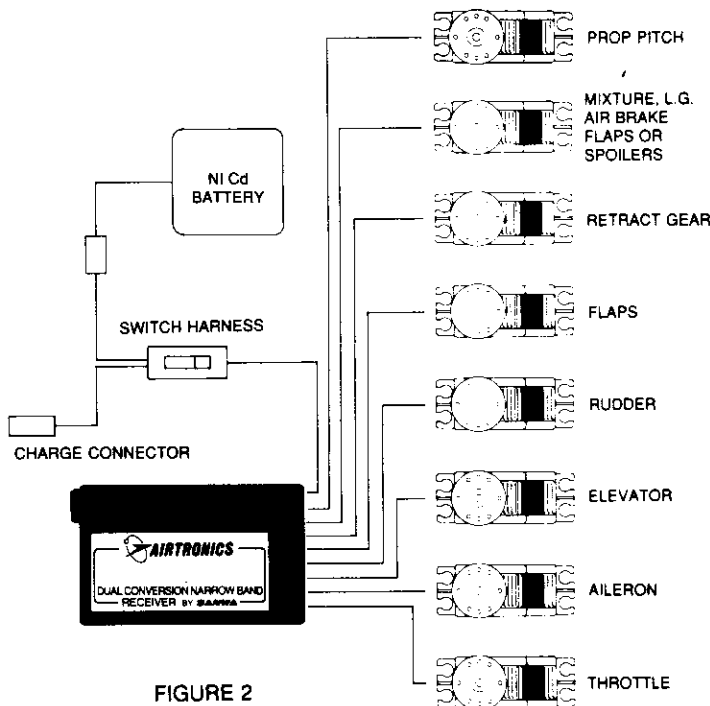 PROP PITCH
MIXTURE, L.G.
AIR BRAKE
FLAPS OR
SPOILERS
NI Cd
BATTERY
RETRACT GEAR
FLAPS
SWITCH HARNESS
RUDDER
CHARGE CONNECTOR
ELEVATOR
AIRTRONICS
DUAL CONVERSION NARROW BAND
RECEIVER BY SANWA
AILERON
THROTTLE
FIGURE 2